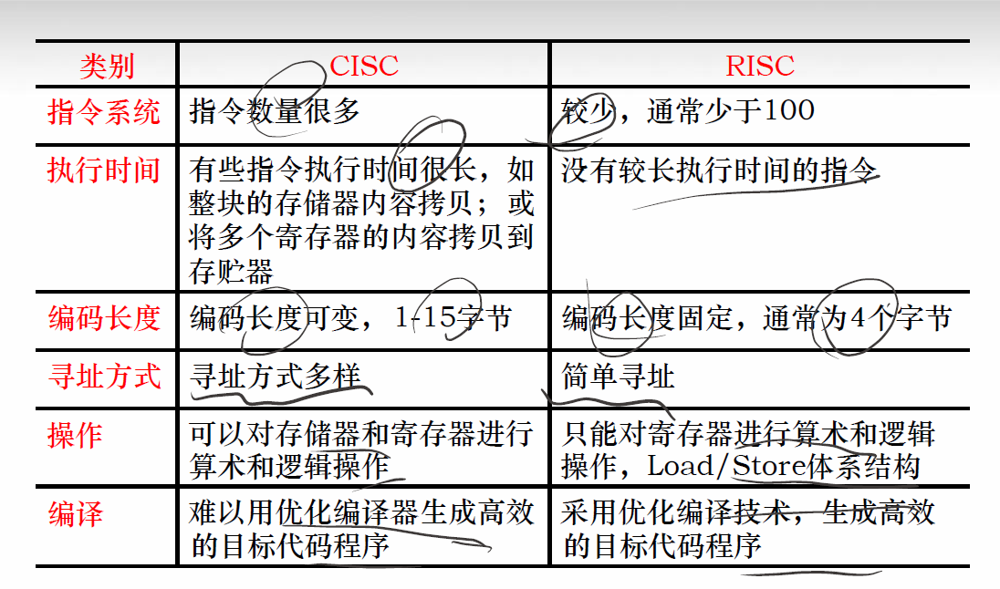 类别 CISC RISC
指令系统 指令数量很多 较少，通常少于100
执行时间 有些指令执行时间很长，如 没有较长执行时间的指令
整块的存储器内容拷贝；或
将多个寄存器的内容拷贝到
存贮器
编码长度 编码长度可变， 1-15字节 编码长度固定，通常为4个字节
寻址方式 寻址方式多样 简单寻址
操作 可以对存储器和寄存器进行 只能对寄存器进行算术和逻辑
算术和逻辑操作 操作，Load/Store体系结构
编译 难以用优化编译器生成高效 采用优化编译技术，生成高效
的目标代码程序 的目标代码程序